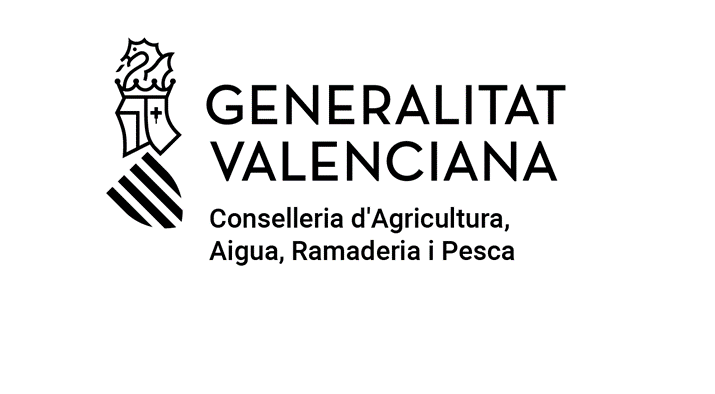 GENERALITAT
VALENCIANA
Conselleria d'Agricultura,
Aigua, Ramaderia i Pesca